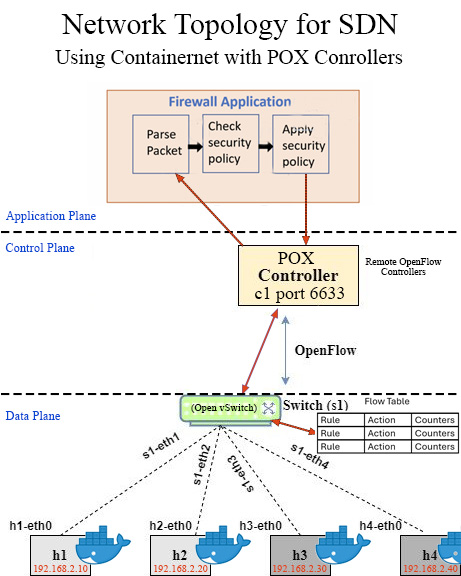 Network Topology for SDN
Using Containernet with POX Conrollers
Firewall Application
Parse
Packet
Check
security
policy
Apply
security
policy
Application Plane
Control Plane
POX
Controller
c1 port 6633
Remote OpenFlow
Controllers
OpenFlow
(Open vSwitch)
Switch (s1)
Data Plane
Flow Table
Rule Action Counters
Rule Action Counters
Rule Action Counters
s1-eth1
s1-eth2
s1-eth3
s1-eth4
h1-eth0
h2-eth0
h3-eth0
h4-eth0
h1
192.168.2.10
h2
192.168.2.20
h3
192.168.2.30
h4
192.168.2.40